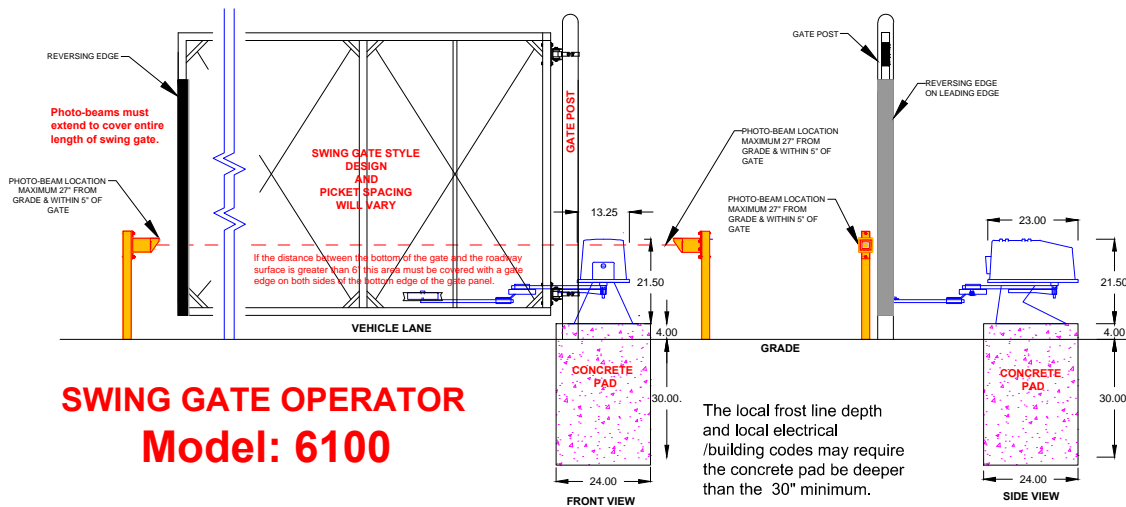 REVERSING EDGE
Photo-beams must
extend to cover entire
length of swing gate.
PHOTO-BEAM LOCATION
MAXIMUM 27" FROM
GRADE & WITHIN 5" OF
GATE
SWING GATE STYLE
DESIGN
AND
PICKET SPACING
WILL VARY
If the distance between the bottom of the gate and the roadway
surface is greater than 6" this area must be covered with a gate
edge on both sides of the bottom edge of the gate panel.
VEHICLE LANE
GATE POST
13.25
21.50
4.00
CONCRETE
PAD
30.00.
24.00
FRONT VIEW
SWING GATE OPERATOR
Model: 6100
GATE POST
REVERSING EDGE
ON LEADING EDGE
PHOTO-BEAM LOCATION
MAXIMUM 27" FROM
GRADE & WITHIN 5" OF
GATE
PHOTO-BEAM LOCATION
MAXIMUM 27" FROM
GRADE & WITHIN 5" OF
GATE
GRADE
The local frost line depth
and local electrical
/building codes may require
the concrete pad be deeper
than the 30" minimum.
23.00
21.50
4.00
CONCRETE
PAD
30.00
24.00
SIDE VIEW